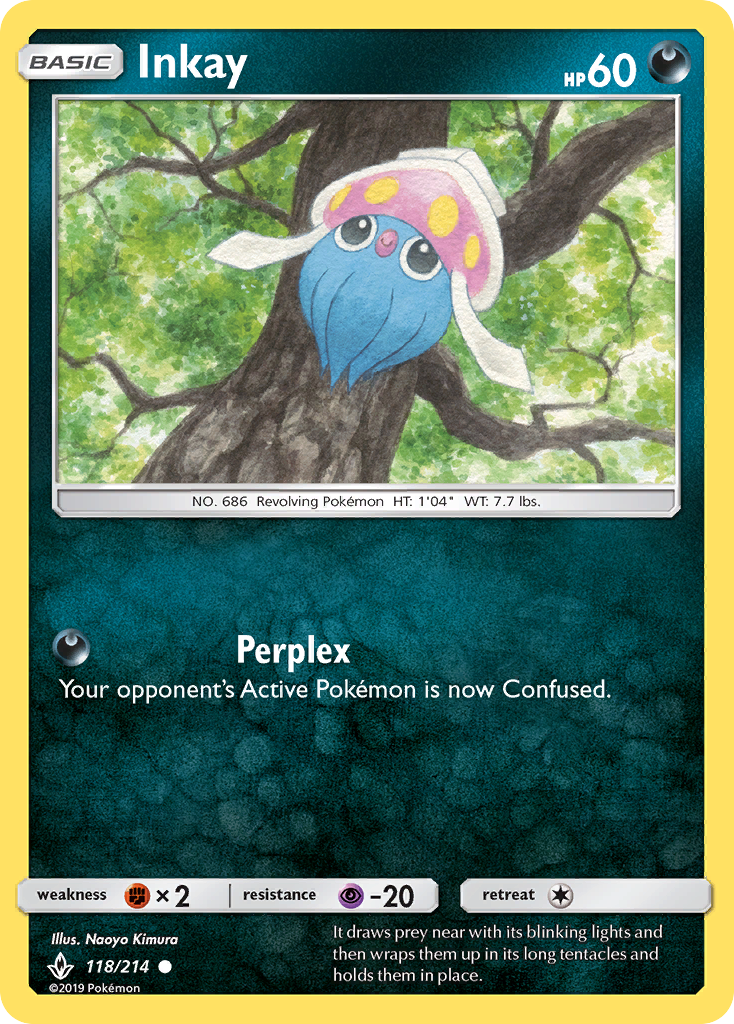 BASIC Inkay HP60
NO. 686 Revolving Pokémon HT: 1'04" WT: 7.7 lbs.
Perplex
Your opponent's Active Pokémon is now Confused.
weakness ×2 resistance -20 retreat
Illus. Naoyo Kimura
118/214
©2019 Pokémon
It draws prey near with its blinking lights and
then wraps them up in its long tentacles and
holds them in place.